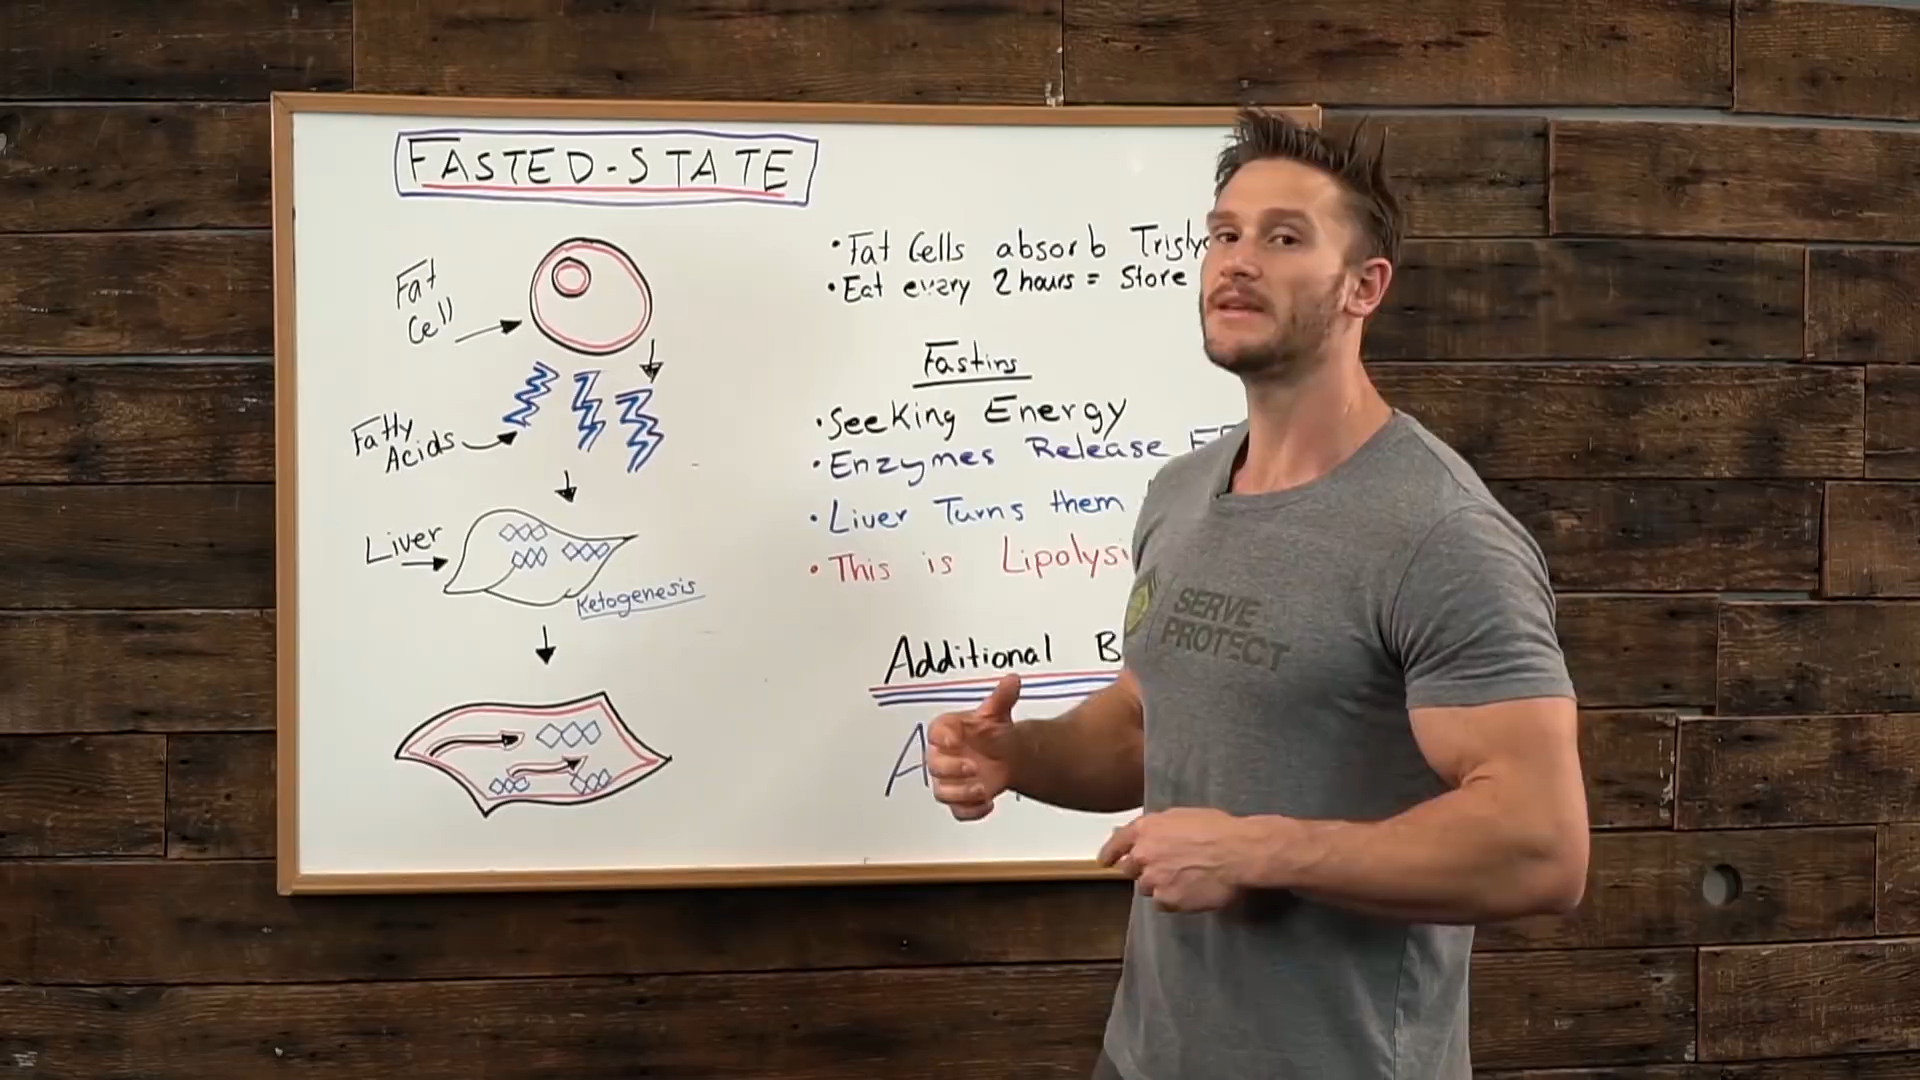 FASTED-STATE
Fat
Cell
Fatty
Acids
Liver
Ketogenesis
• Fat Cells absorb
• Eat every 2 hours = Store
Fasting
• Seeking Energy
• Enzymes Release
• Liver Turns them
• This is
Additional
SERVE
PROTECT